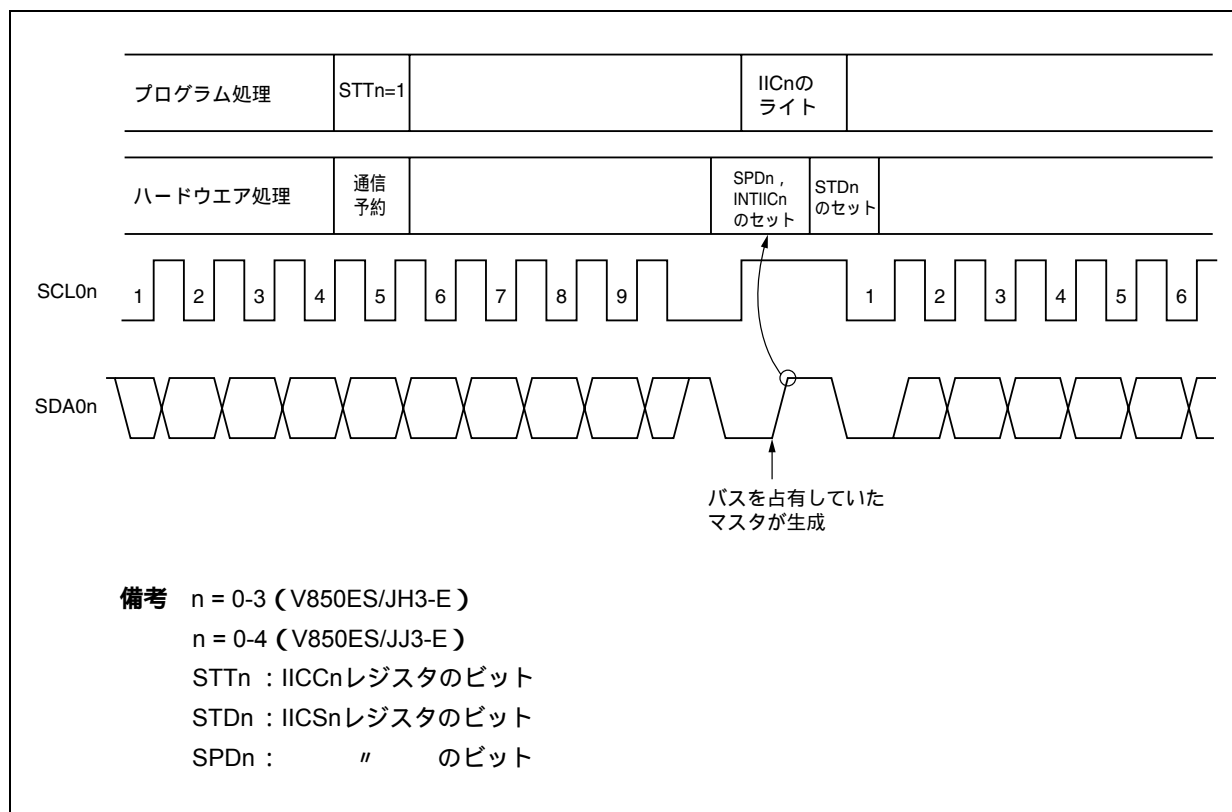 プログラム処理 STTn=1 IICnの
ライト
ハードウエア処理 通信
予約 SPDn，
INTIICn
のセット STDn
のセット
SCL0n 1 2 3 4 5 6 7 8 9 1 2 3 4 5 6
SDA0n
バスを占有していた
マスタが生成
備考 n = 0-3（V850ES/JH3-E）
n = 0-4（V850ES/JJ3-E）
STTn：IICCnレジスタのビット
STDn：IICSnレジスタのビット
SPDn： 〃 のビット